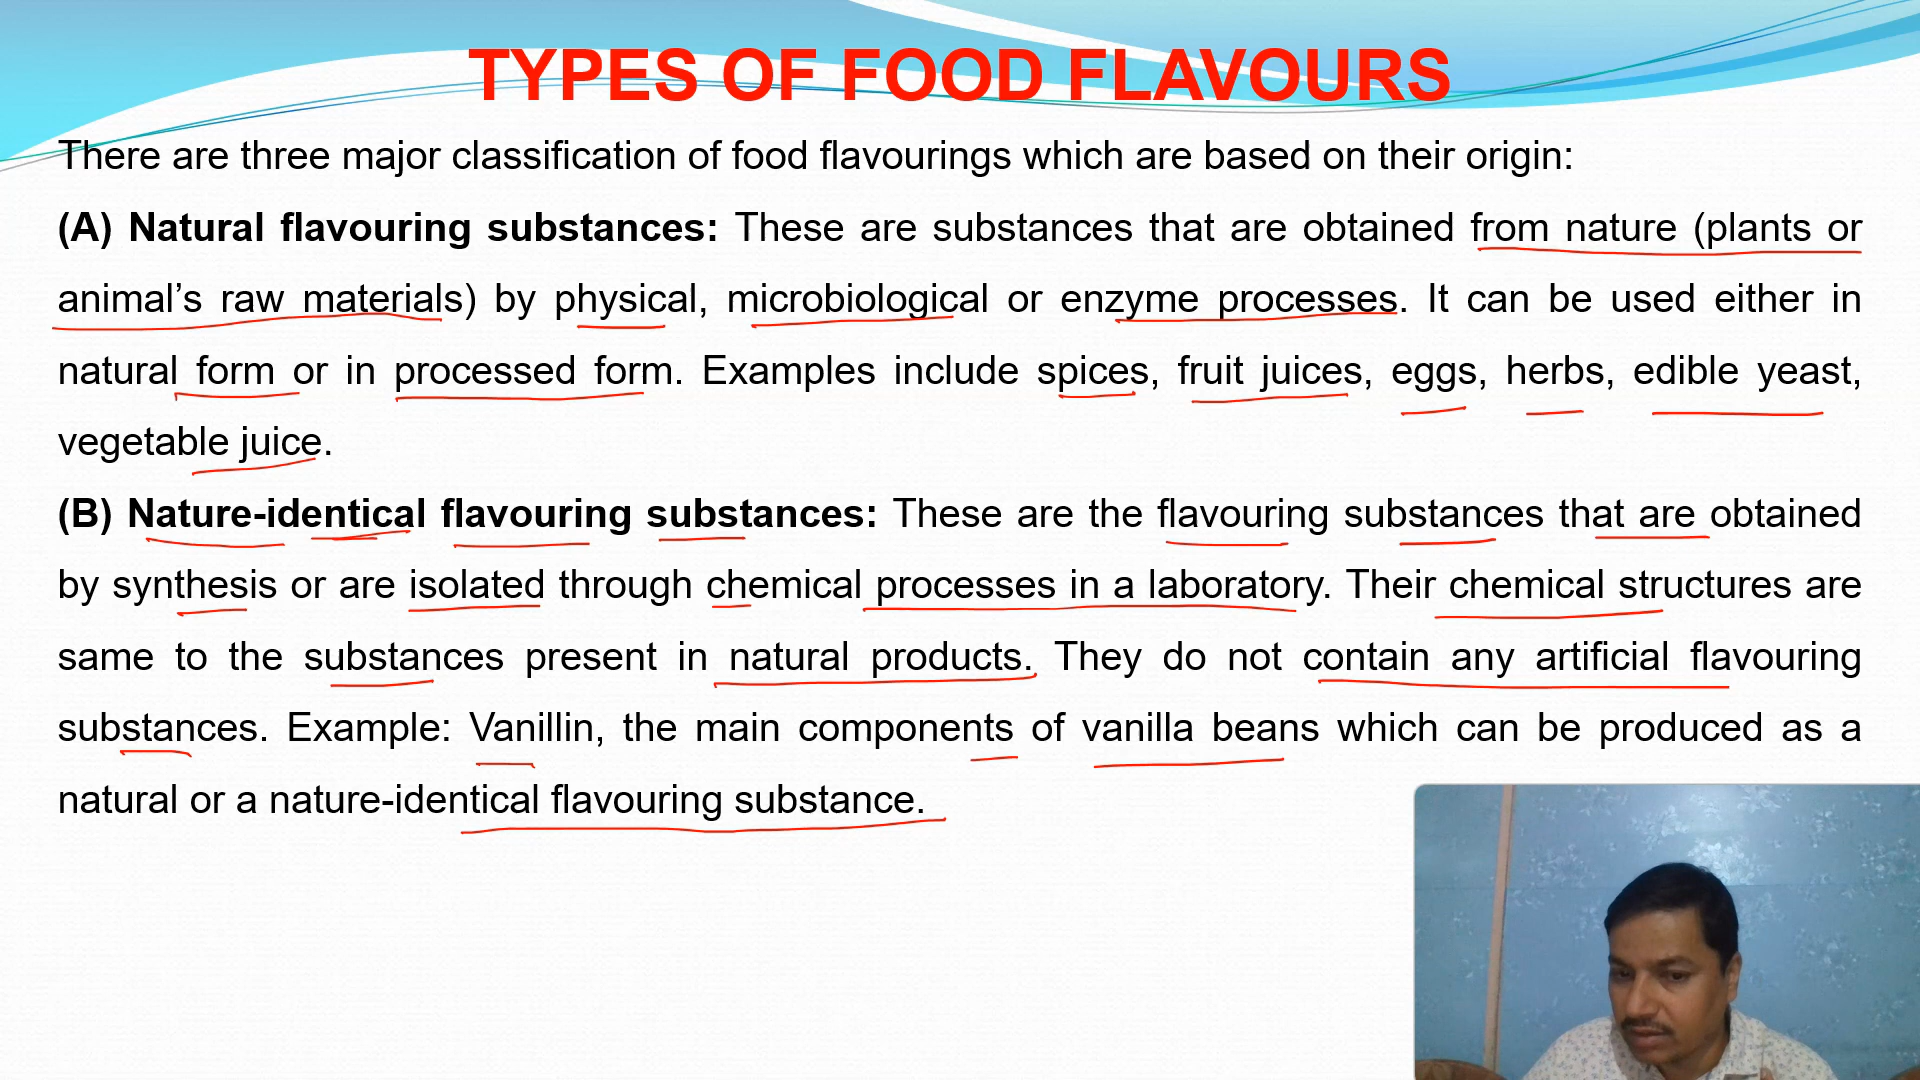 TYPES OF FOOD FLAVOURS
There are three major classification of food flavourings which are based on their origin:
(A) Natural flavouring substances: These are substances that are obtained from nature (plants or
animal’s raw materials) by physical, microbiological or enzyme processes. It can be used either in
natural form or in processed form. Examples include spices, fruit juices, eggs, herbs, edible yeast,
vegetable juice.
(B) Nature-identical flavouring substances: These are the flavouring substances that are obtained
by synthesis or are isolated through chemical processes in a laboratory. Their chemical structures are
same to the substances present in natural products. They do not contain any artificial flavouring
substances. Example: Vanillin, the main components of vanilla beans which can be produced as a
natural or a nature-identical flavouring substance.